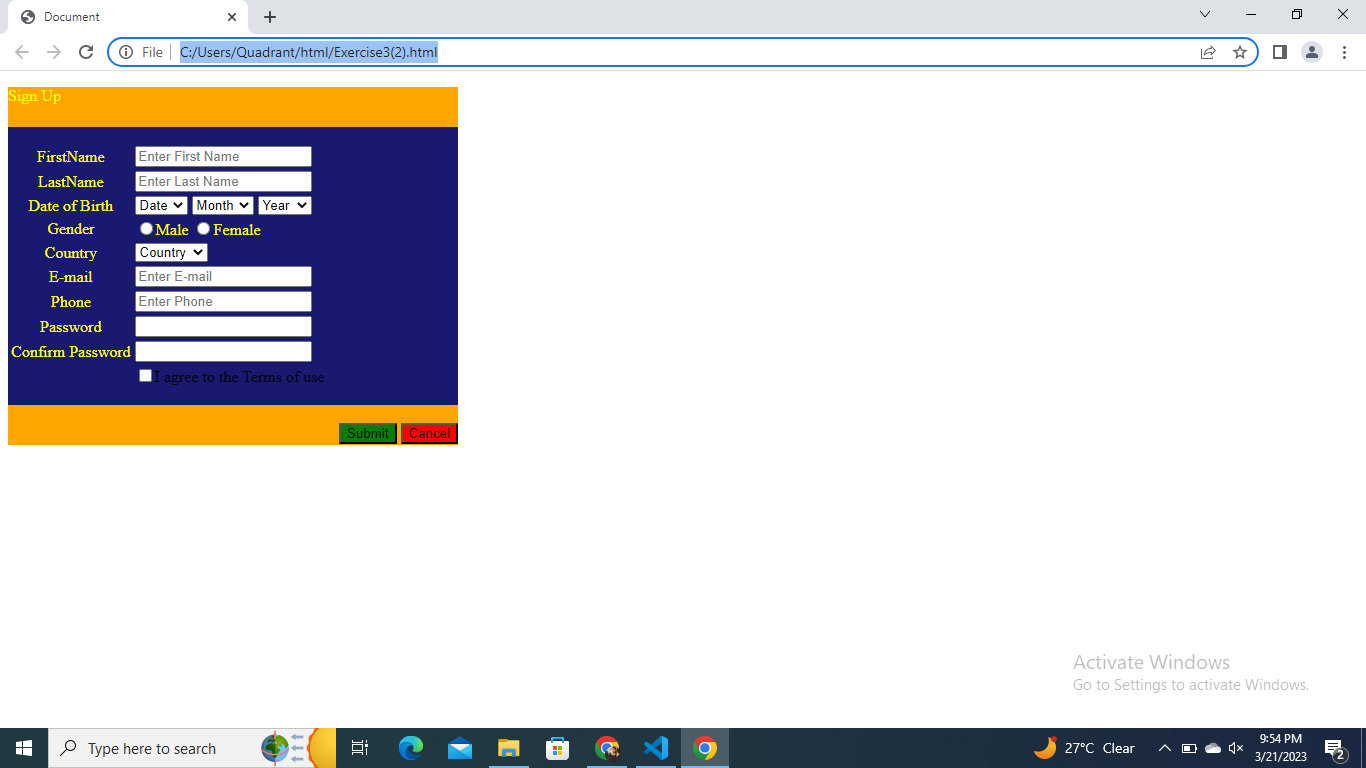 Document
File
C:/Users/Quadrant/html/Exercise3(2).html
Sign Up
FirstName Enter First Name
LastName Enter Last Name
Date of Birth Date Month Year
Gender Male Female
Country Country
E-mail Enter E-mail
Phone Enter Phone
Password
Confirm Password
I agree to the Terms of use
Submit Cancel
Activate Windows
Go to Settings to activate Windows.
Type here to search
27°C Clear
9:54 PM
3/21/2023
2